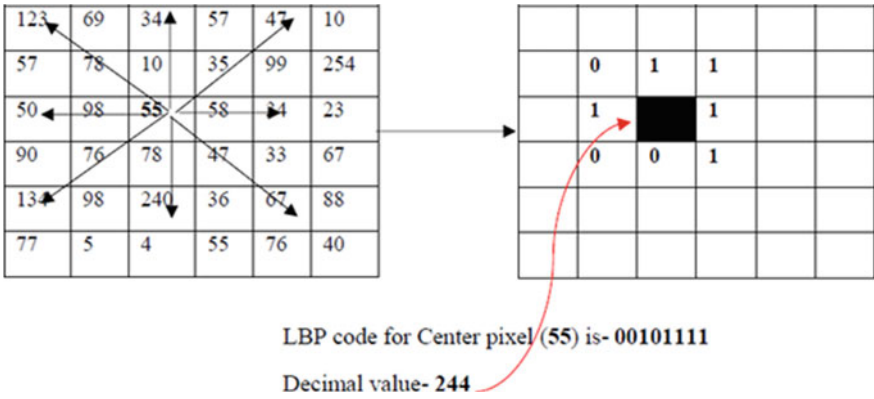 123 69 34 57 47 10
57 78 10 35 99 254
0 1 1
50 98 55 58 34 23
1 1
90 76 78 47 33 67
0 0 1
134 98 240 36 67 88
77 5 4 55 76 40
LBP code for Center pixel (55) is- 00101111
Decimal value- 244